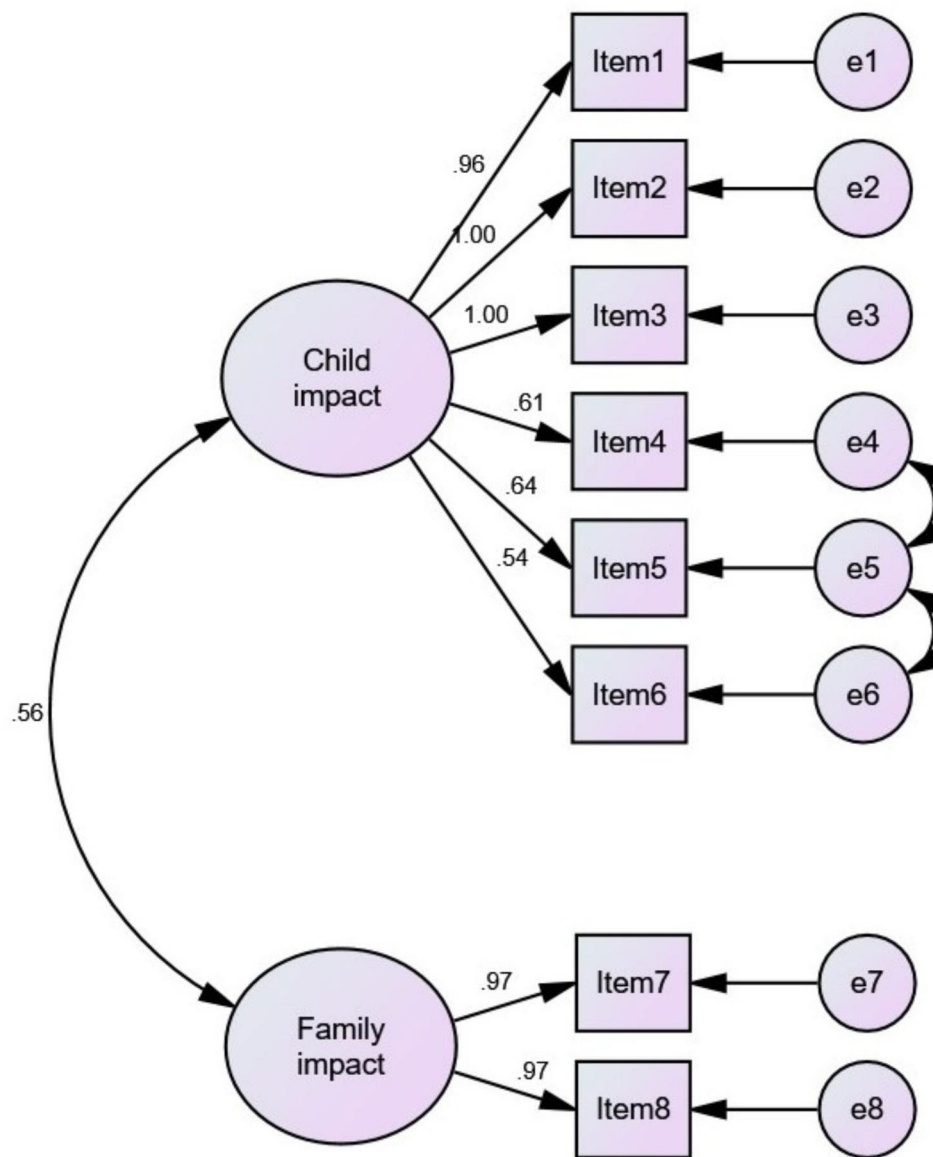 Item1
e1
.96
Item2
e2
1.00
Item3
e3
1.00
Child
impact
Item4
e4
.61
Item5
e5
.64
Item6
e6
.54
.56
Item7
e7
.97
Family
impact
Item8
e8
.97